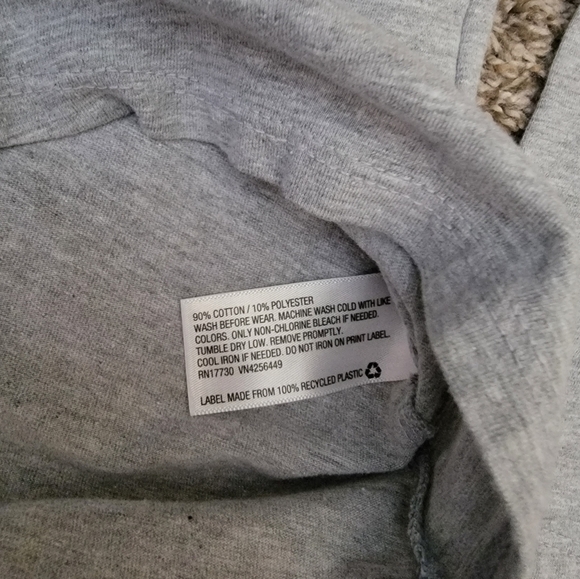 90% COTTON / 10% POLYESTER
WASH BEFORE WEAR. MACHINE WASH COLD WITH LIKE
COLORS. ONLY NON-CHLORINE BLEACH IF NEEDED.
TUMBLE DRY LOW. REMOVE PROMPTLY.
COOL IRON IF NEEDED. DO NOT IRON ON PRINT LABEL.
RN17730 VN4256449
LABEL MADE FROM 100% RECYCLED PLASTIC